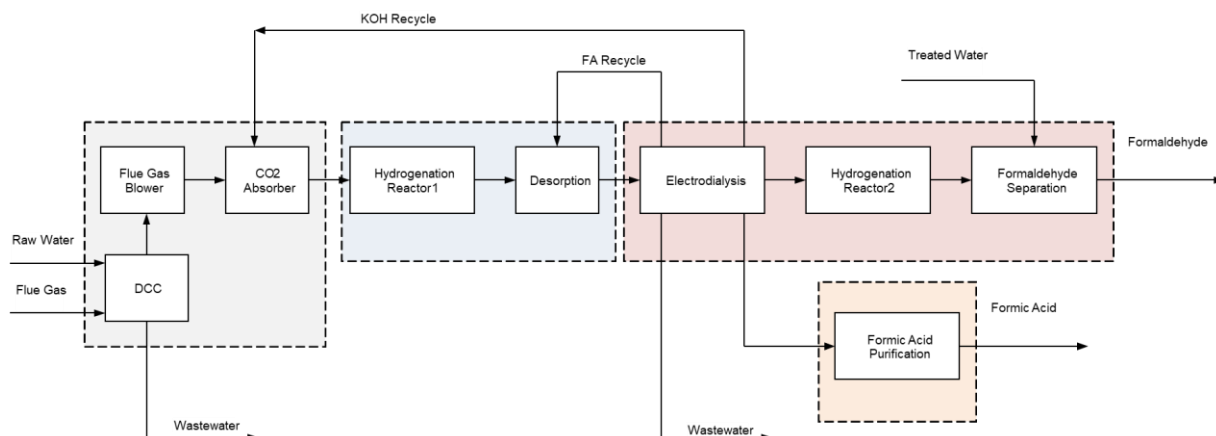 KOH Recycle
FA Recycle
Treated Water
Formaldehyde
Flue Gas
Blower
CO2
Absorber
Hydrogenation
Reactor1
Desorption
Electrodialysis
Hydrogenation
Reactor2
Formaldehyde
Separation
Raw Water
Flue Gas
DCC
Formic Acid
Formic Acid
Purification
Wastewater
Wastewater